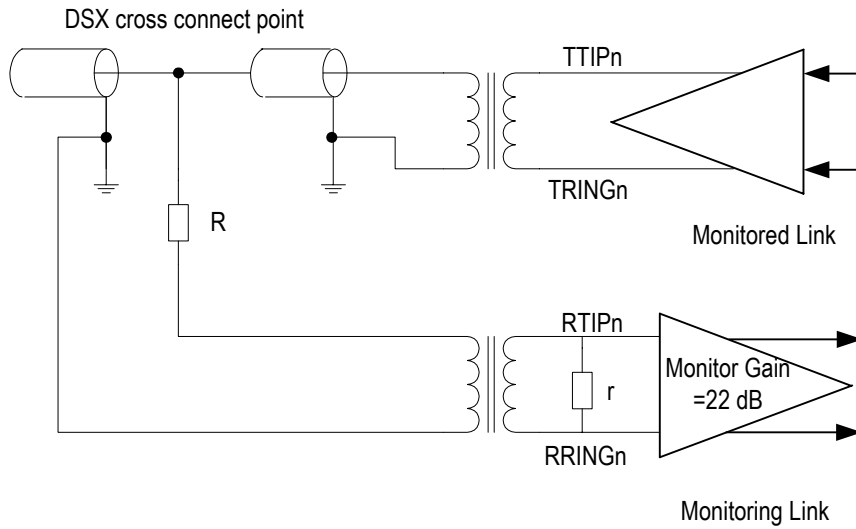 DSX cross connect point
TTIPn
TRINGn
R
Monitored Link
RTIPn
Monitor Gain
=22 dB
r
RRINGn
Monitoring Link